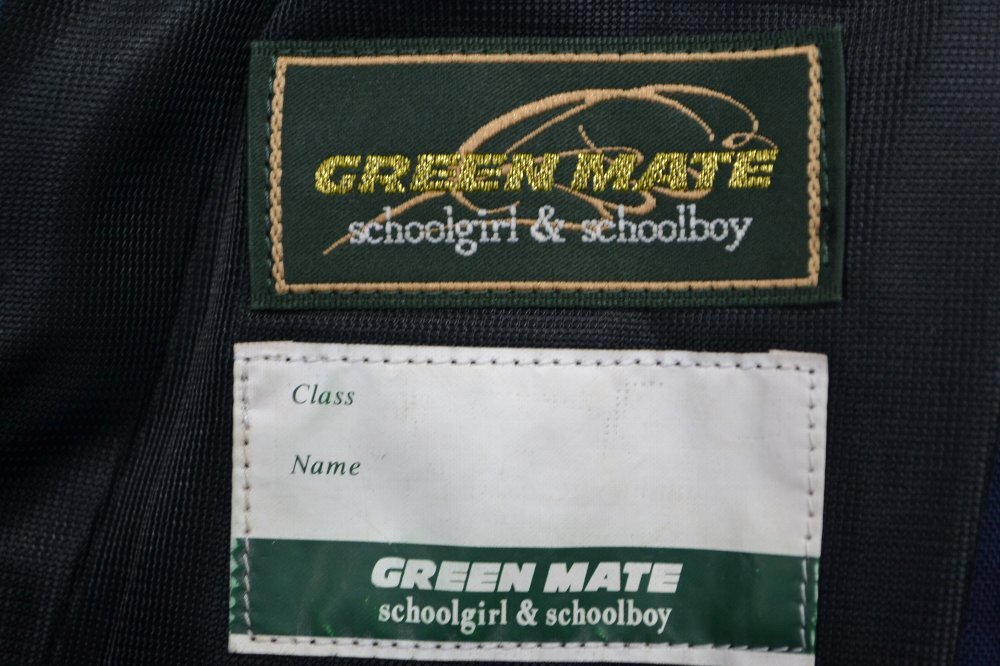 GREEN MATE
schoolgirl & schoolboy
Class
Name
GREEN MATE
schoolgirl & schoolboy